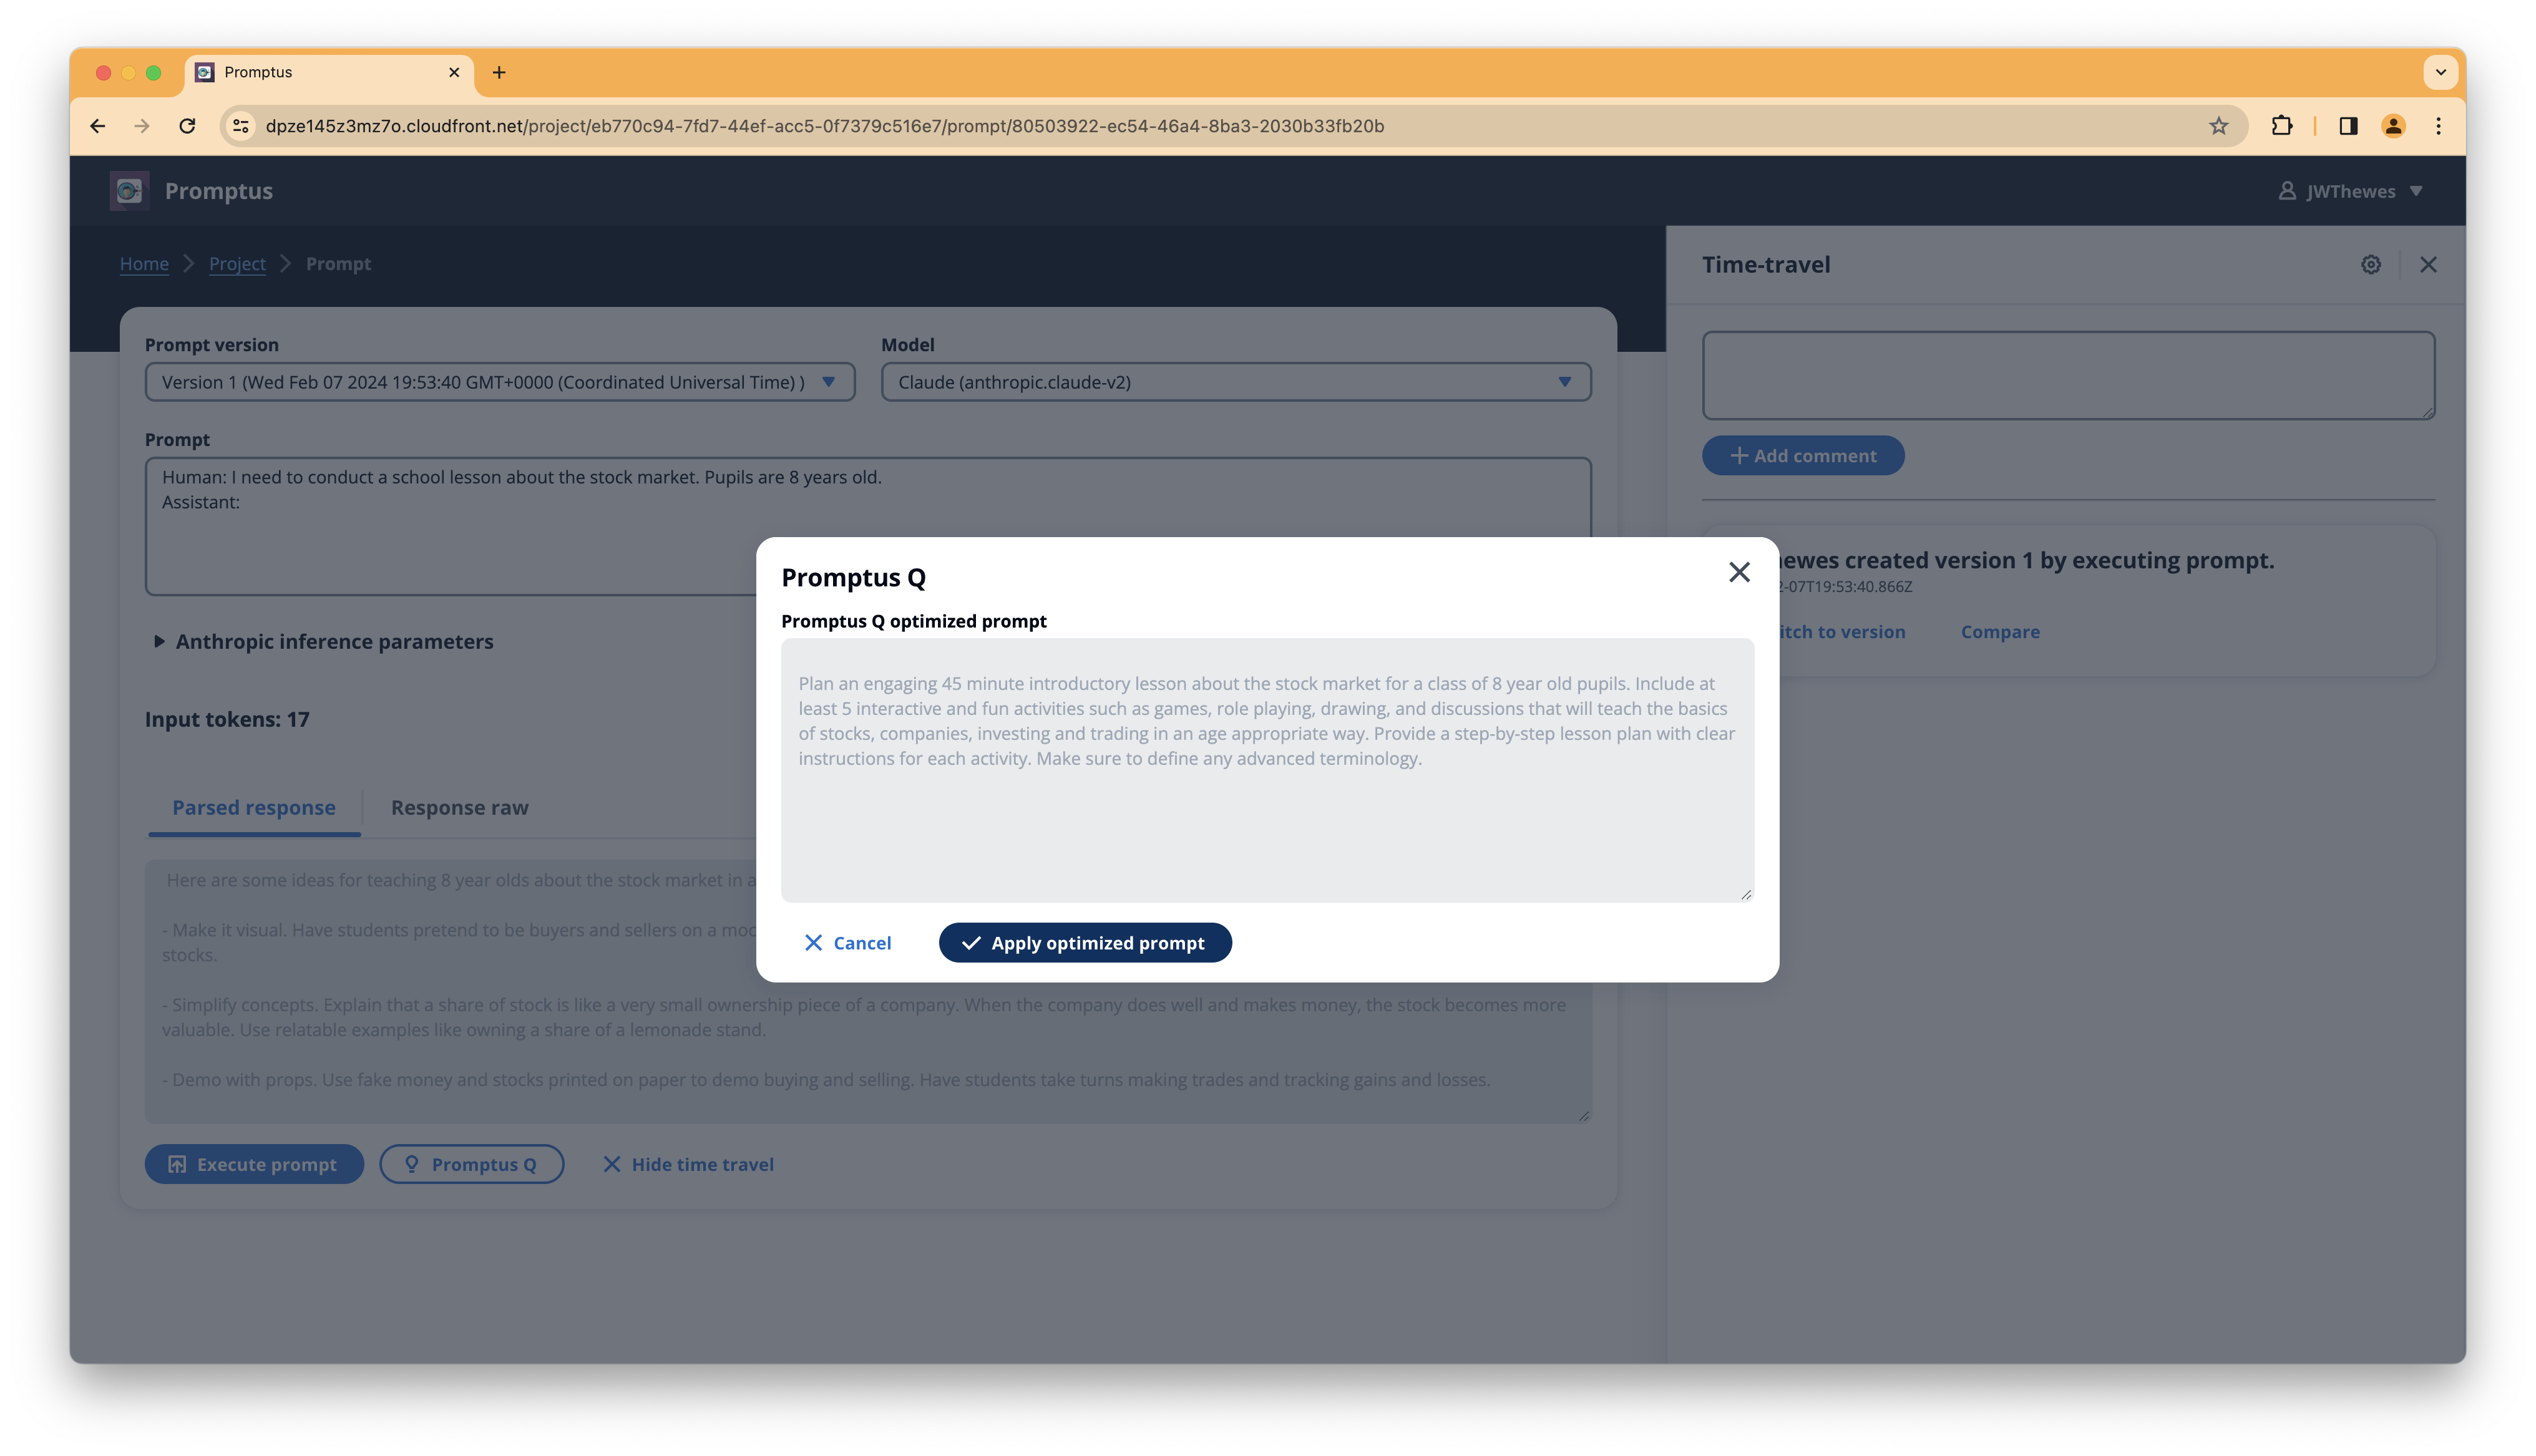 Promptus
dpze145z3mz7o.cloudfront.net/project/eb770c94-7fd7-44ef-acc5-0f7379c516e7/prompt/80503922-ec54-46a4-8ba3-2030b33fb20b
Promptus
JWThewes
Home
Project
Prompt
Prompt version
Model
Version 1 (Wed Feb 07 2024 19:53:40 GMT+0000 (Coordinated Universal Time) )
Claude (anthropic.claude-v2)
Prompt
Human: I need to conduct a school lesson about the stock market. Pupils are 8 years old.
Assistant:
Anthropic inference parameters
Input tokens: 17
Parsed response
Response raw
Here are some ideas for teaching 8 year olds about the stock market in a
- Make it visual. Have students pretend to be buyers and sellers on a moc
stocks.
- Simplify concepts. Explain that a share of stock is like a very small ownership piece of a company. When the company does well and makes money, the stock becomes more
valuable. Use relatable examples like owning a share of a lemonade stand.
- Demo with props. Use fake money and stocks printed on paper to demo buying and selling. Have students take turns making trades and tracking gains and losses.
Execute prompt
Promptus Q
Hide time travel
Promptus Q
Promptus Q optimized prompt
Plan an engaging 45 minute introductory lesson about the stock market for a class of 8 year old pupils. Include at
least 5 interactive and fun activities such as games, role playing, drawing, and discussions that will teach the basics
of stocks, companies, investing and trading in an age appropriate way. Provide a step-by-step lesson plan with clear
instructions for each activity. Make sure to define any advanced terminology.
Cancel
Apply optimized prompt
Time-travel
Add comment
ewes created version 1 by executing prompt.
-07T19:53:40.866Z
itch to version
Compare